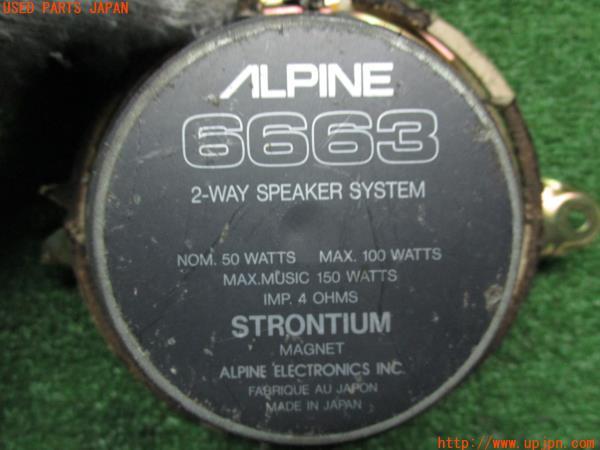 USED PARTS JAPAN
ALPINE
6663
2-WAY SPEAKER SYSTEM
NOM. 50 WATTS MAX. 100 WATTS
MAX.MUSIC 150 WATTS
IMP. 4 OHMS
STRONTIUM
MAGNET
ALPINE ELECTRONICS INC.
FABRIQUE AU JAPON
MADE IN JAPAN
http://www.upjpn.com/